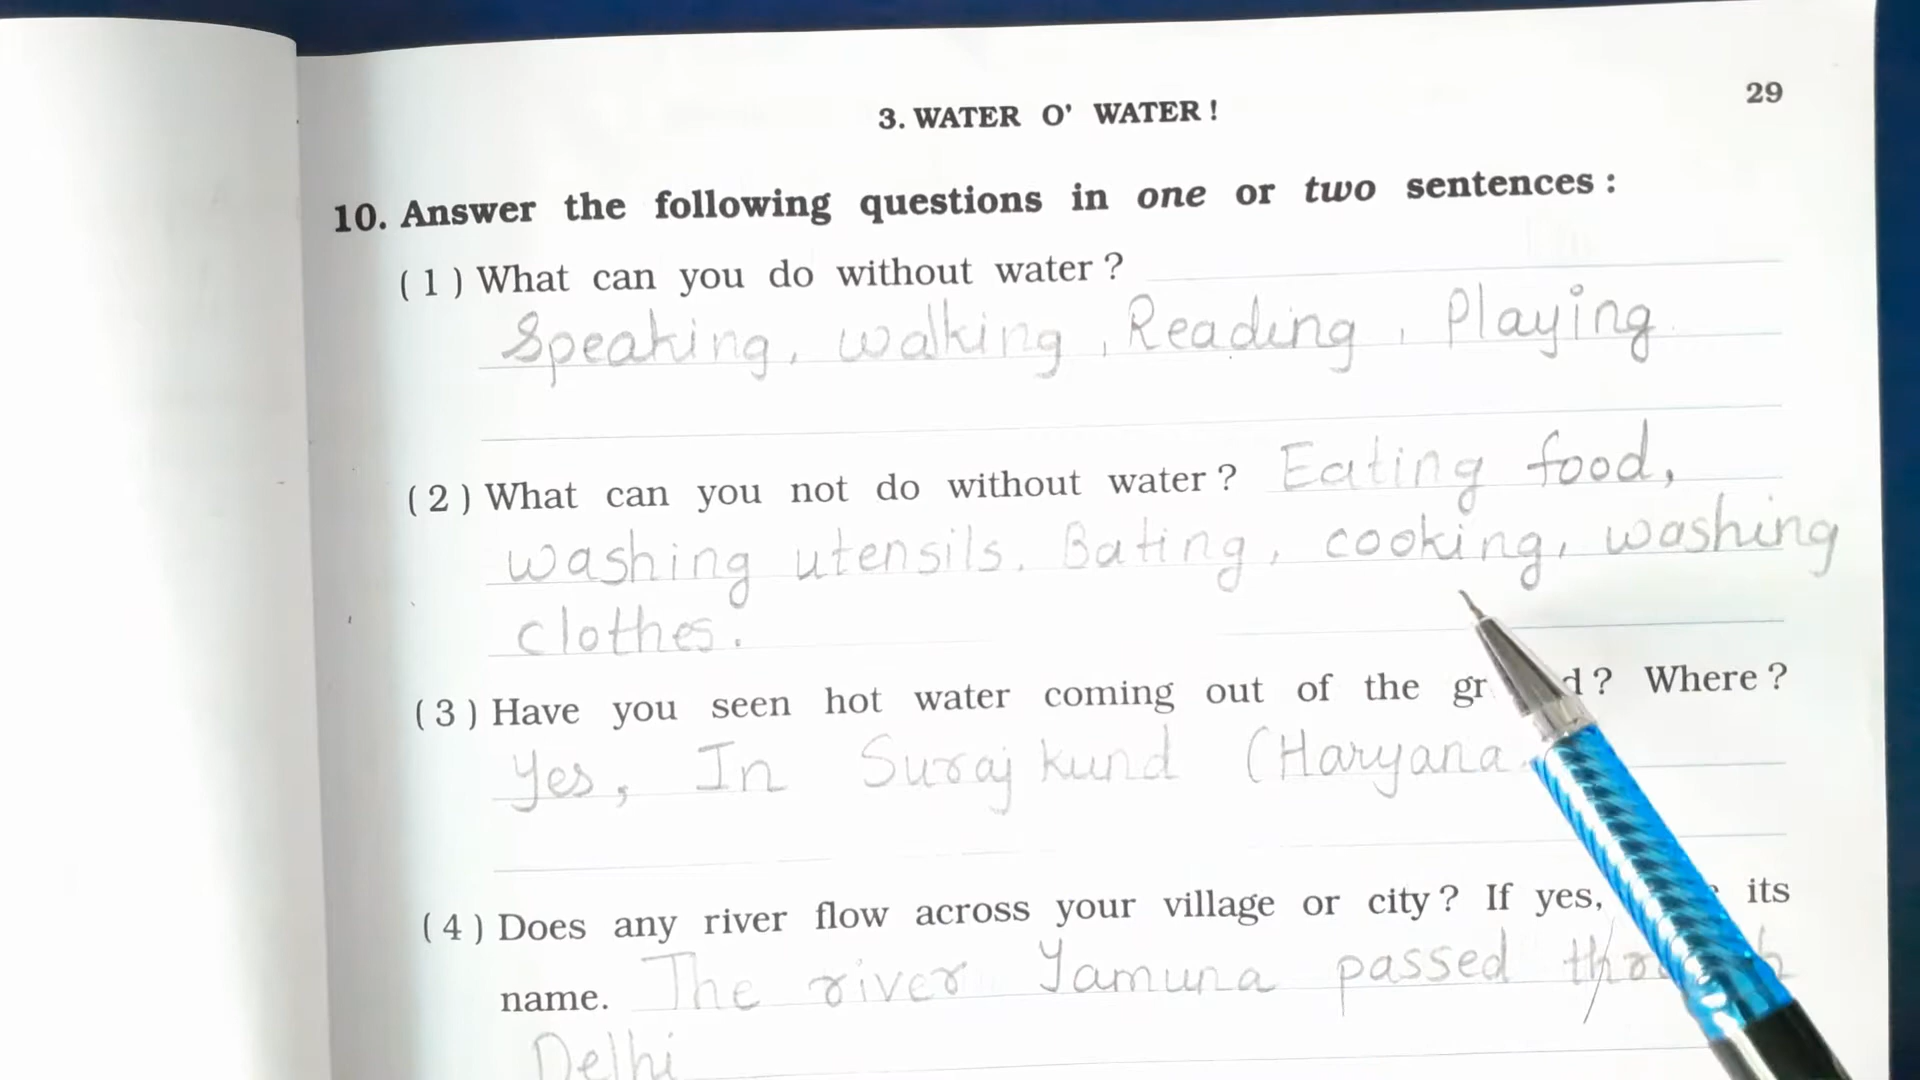 29
3. WATER O' WATER !
10. Answer the following questions in one or two sentences :
( 1 ) What can you do without water ?
Speaking, walking, Reading, Playing
( 2 ) What can you not do without water ? Eating food,
washing utensils. Bating, cooking, washing
clothes.
( 3 ) Have you seen hot water coming out of the ? Where ?
Yes, In Suraj kund (Haryana
( 4 ) Does any river flow across your village or city ? If yes, its
name. The river Yamuna passed
Delhi